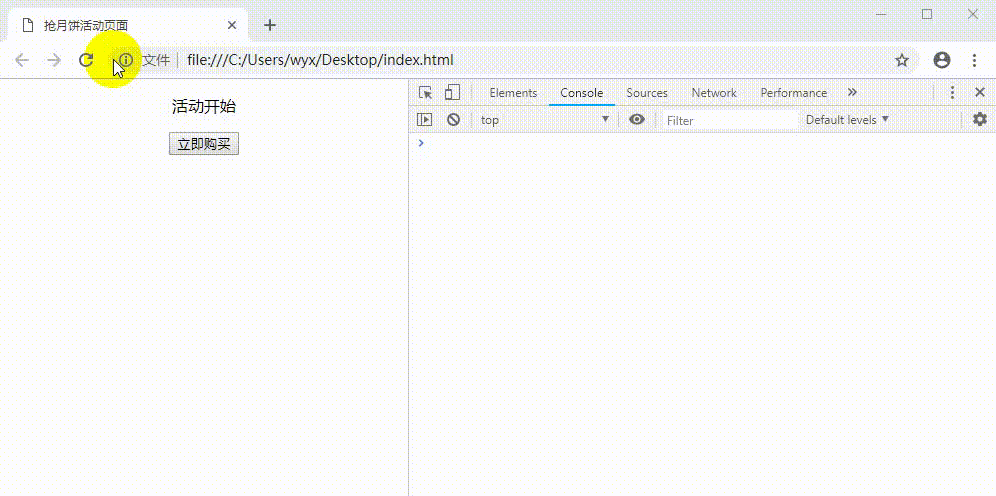 抢月饼活动页面
文件 file:///C:/Users/wyx/Desktop/index.html
活动开始
立即购买
Elements Console Sources Network Performance
top Filter Default levels